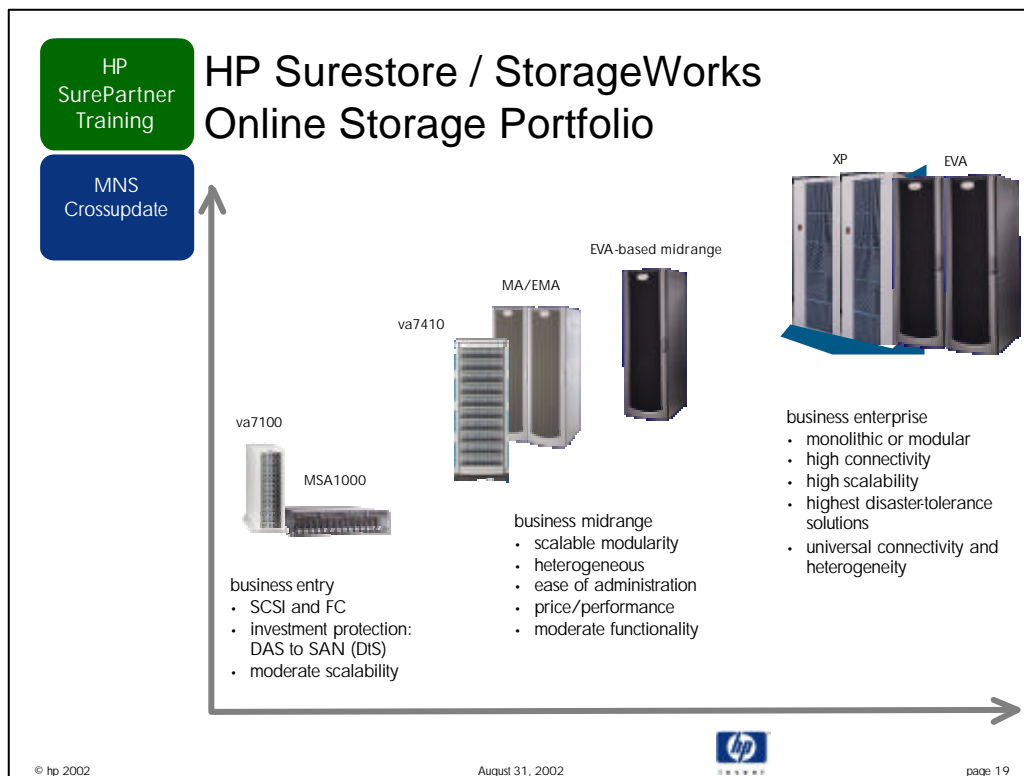 HP
SurePartner
Training
HP Surestore / StorageWorks
Online Storage Portfolio
MNS
Crossupdate
XP
EVA
EVA-based midrange
MA/EMA
va7410
va7100
MSA1000
business entry
• SCSI and FC
• investment protection:
DAS to SAN (DtS)
• moderate scalability
business midrange
• scalable modularity
• heterogeneous
• ease of administration
• price/performance
• moderate functionality
business enterprise
• monolithic or modular
• high connectivity
• high scalability
• highest disaster-tolerance
solutions
• universal connectivity and
heterogeneity
hp
i n v e n t
© hp 2002
August 31, 2002
page 19